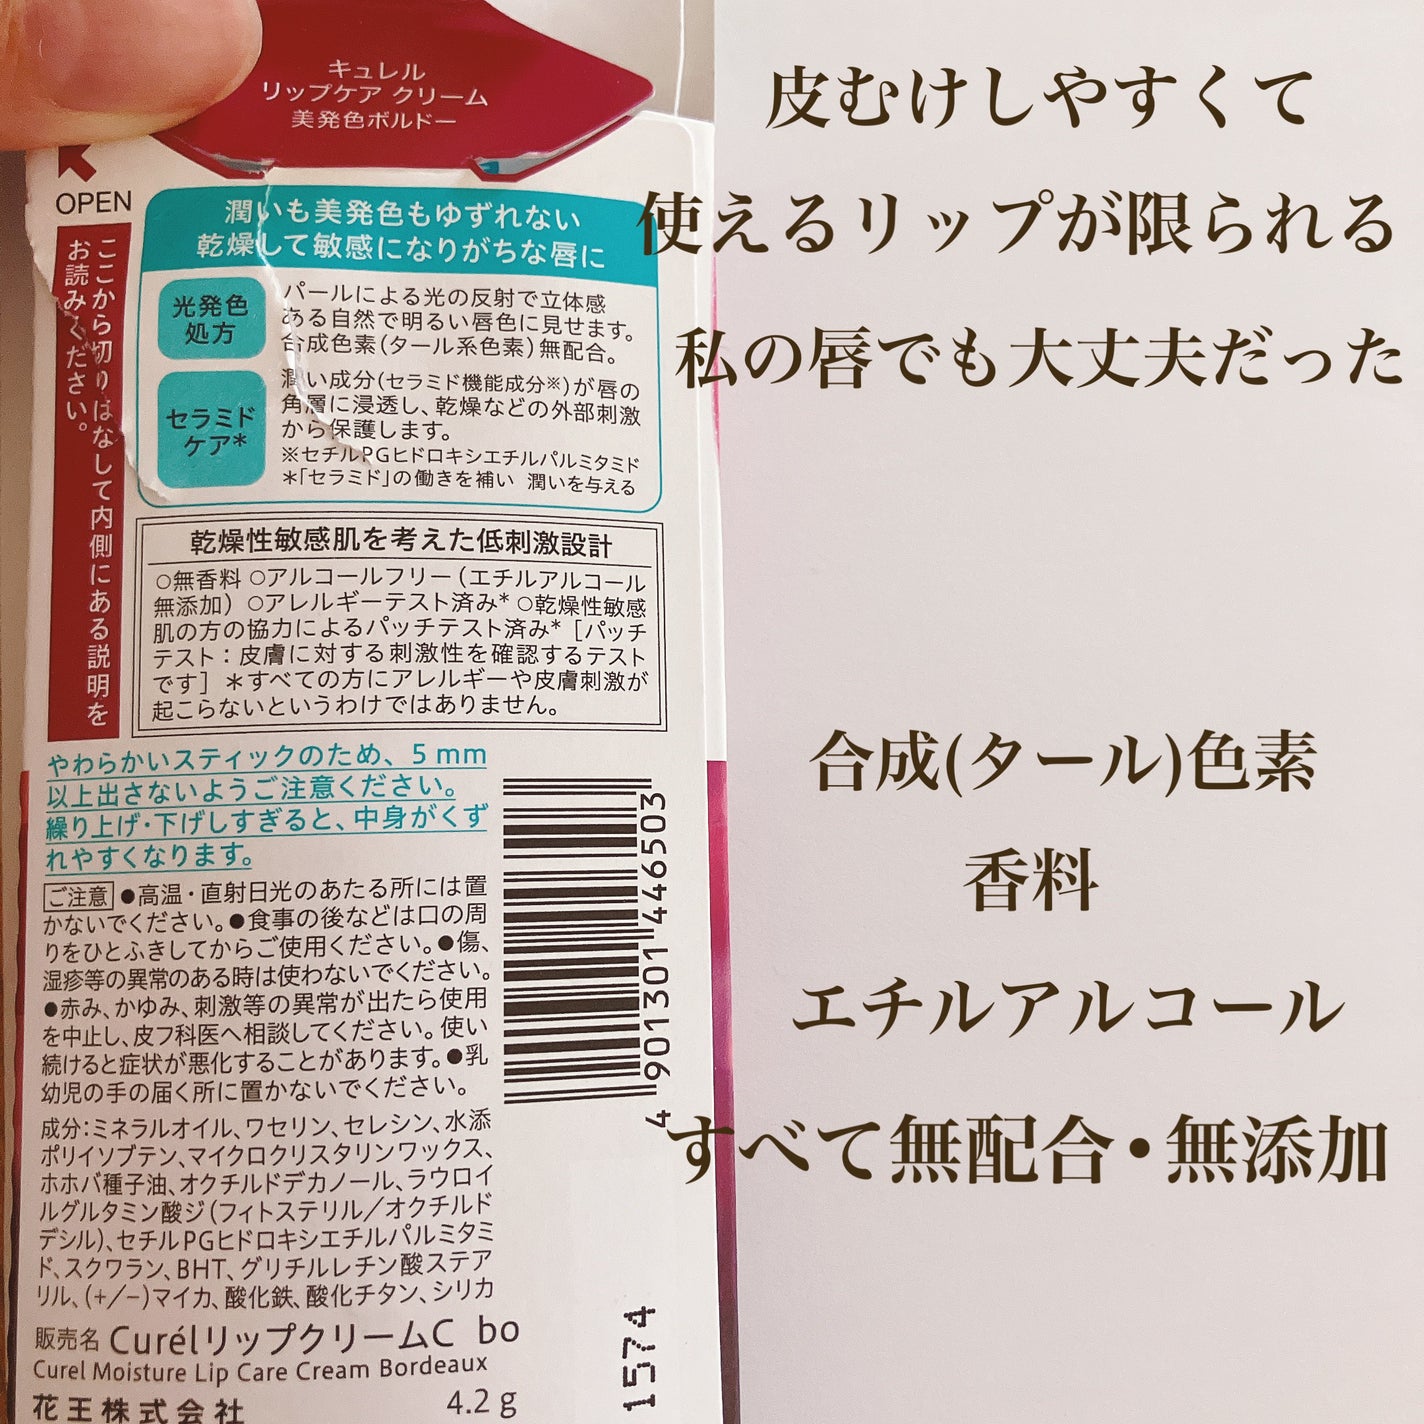 キュレル
リップケア クリーム
美発色ボルドー
OPEN
ここから切りはなして内側にある説明を
お読みください。
潤いも美発色もゆずれない
乾燥して敏感になりがちな唇に
光発色
処方
パールによる光の反射で立体感
ある自然で明るい唇色に見せます。
合成色素(タール系色素)無配合。
セラミド
ケア*
潤い成分(セラミド機能成分※)が唇の
角層に浸透し、乾燥などの外部刺激
から保護します。
※セチルPGヒドロキシエチルパルミタミド
*「セラミド」の働きを補い 潤いを与える
乾燥性敏感肌を考えた低刺激設計
○無香料 ○アルコールフリー(エチルアルコール
無添加) ○アレルギーテスト済み* ○乾燥性敏感
肌の方の協力によるパッチテスト済み* [パッチ
テスト:皮膚に対する刺激性を確認するテスト
です] *すべての方にアレルギーや皮膚刺激が
起こらないというわけではありません。
やわらかいスティックのため、5mm
以上出さないようご注意ください。
繰り上げ・下げしすぎると、中身がくず
れやすくなります。
ご注意 ●高温・直射日光のあたる所には置
かないでください。●食事の後などは口の周
りをひとふきしてからご使用ください。●傷、
湿疹等の異常のある時は使わないでください。
●赤み、かゆみ、刺激等の異常が出たら使用
を中止し、皮フ科医へ相談してください。使い
続けると症状が悪化することがあります。●乳
幼児の手の届く所に置かないでください。
成分:ミネラルオイル、ワセリン、セレシン、水添
ポリイソブテン、マイクロクリスタリンワックス、
ホホバ種子油、オクチルドデカノール、ラウロイ
ルグルタミン酸ジ(フィトステリル/オクチルド
デシル)、セチルPGヒドロキシエチルパルミタミ
ド、スクワラン、BHT、グリチルレチン酸ステア
リル、(+/-)マイカ、酸化鉄、酸化チタン、シリカ
販売名 Curélリップクリームc bo
Curel Moisture Lip Care Cream Bordeaux
花王株式会社 4.2g
4 901301 446503
1574
皮むけしやすくて
使えるリップが限られる
私の唇でも大丈夫だった
合成(タール)色素
香料
エチルアルコール
すべて無配合・無添加